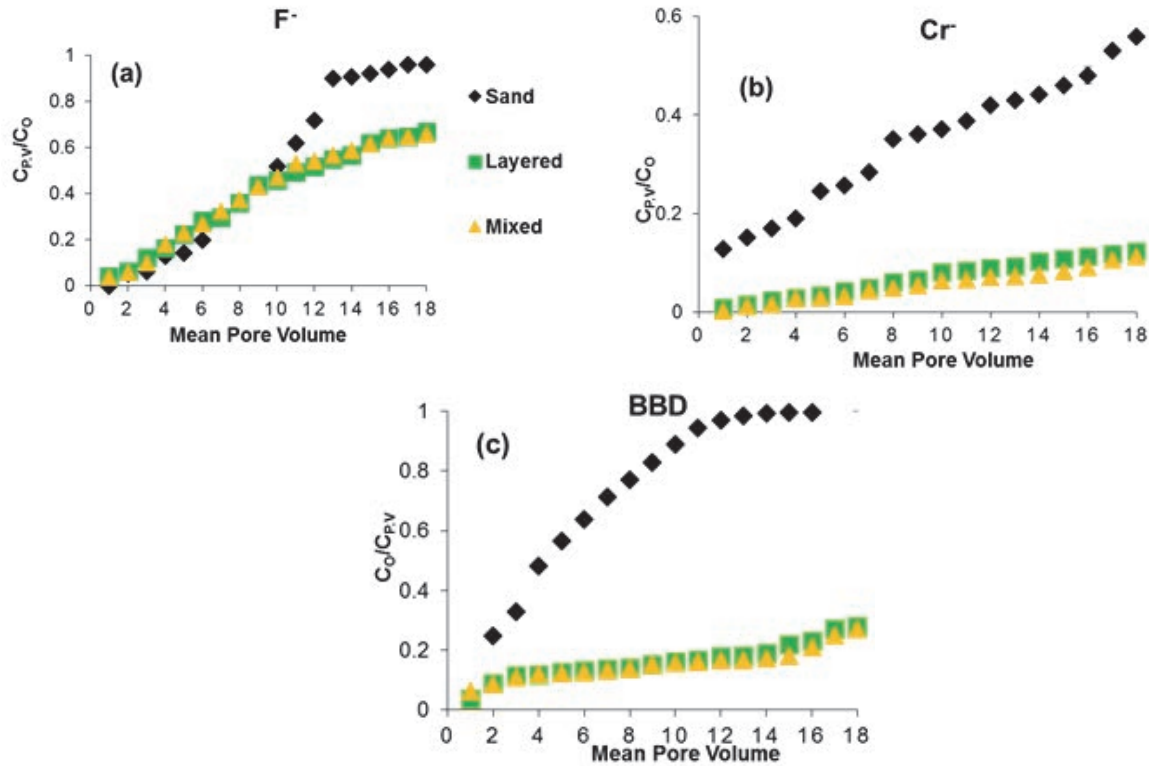 F⁻
(a)
1
0.8
0.6
0.4
0.2
0
C_P.V/C_O
0 2 4 6 8 10 12 14 16 18
Mean Pore Volume
Sand
Layered
Mixed
Cr⁻
(b)
0.6
0.4
0.2
0
C_P.V/C_O
0 2 4 6 8 10 12 14 16 18
Mean Pore Volume
BBD
(c)
1
0.8
0.6
0.4
0.2
0
C_O/C_P.V
0 2 4 6 8 10 12 14 16 18
Mean Pore Volume